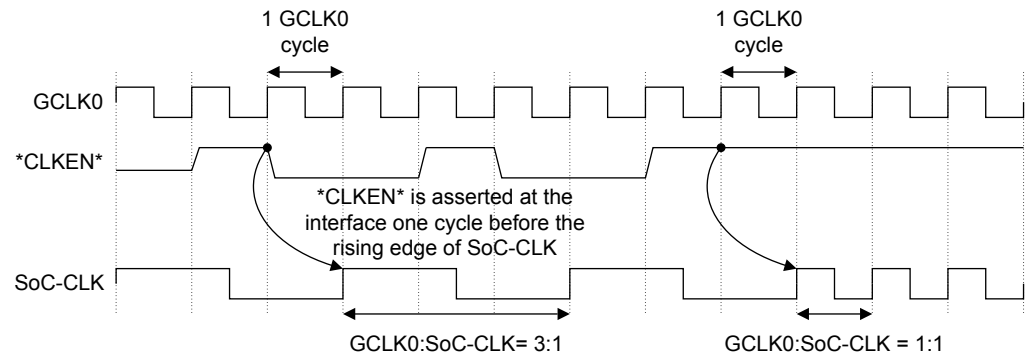 1 GCLK0
cycle
1 GCLK0
cycle
GCLK0
*CLKEN*
*CLKEN* is asserted at the
interface one cycle before the
rising edge of SoC-CLK
SoC-CLK
GCLK0:SoC-CLK= 3:1
GCLK0:SoC-CLK = 1:1